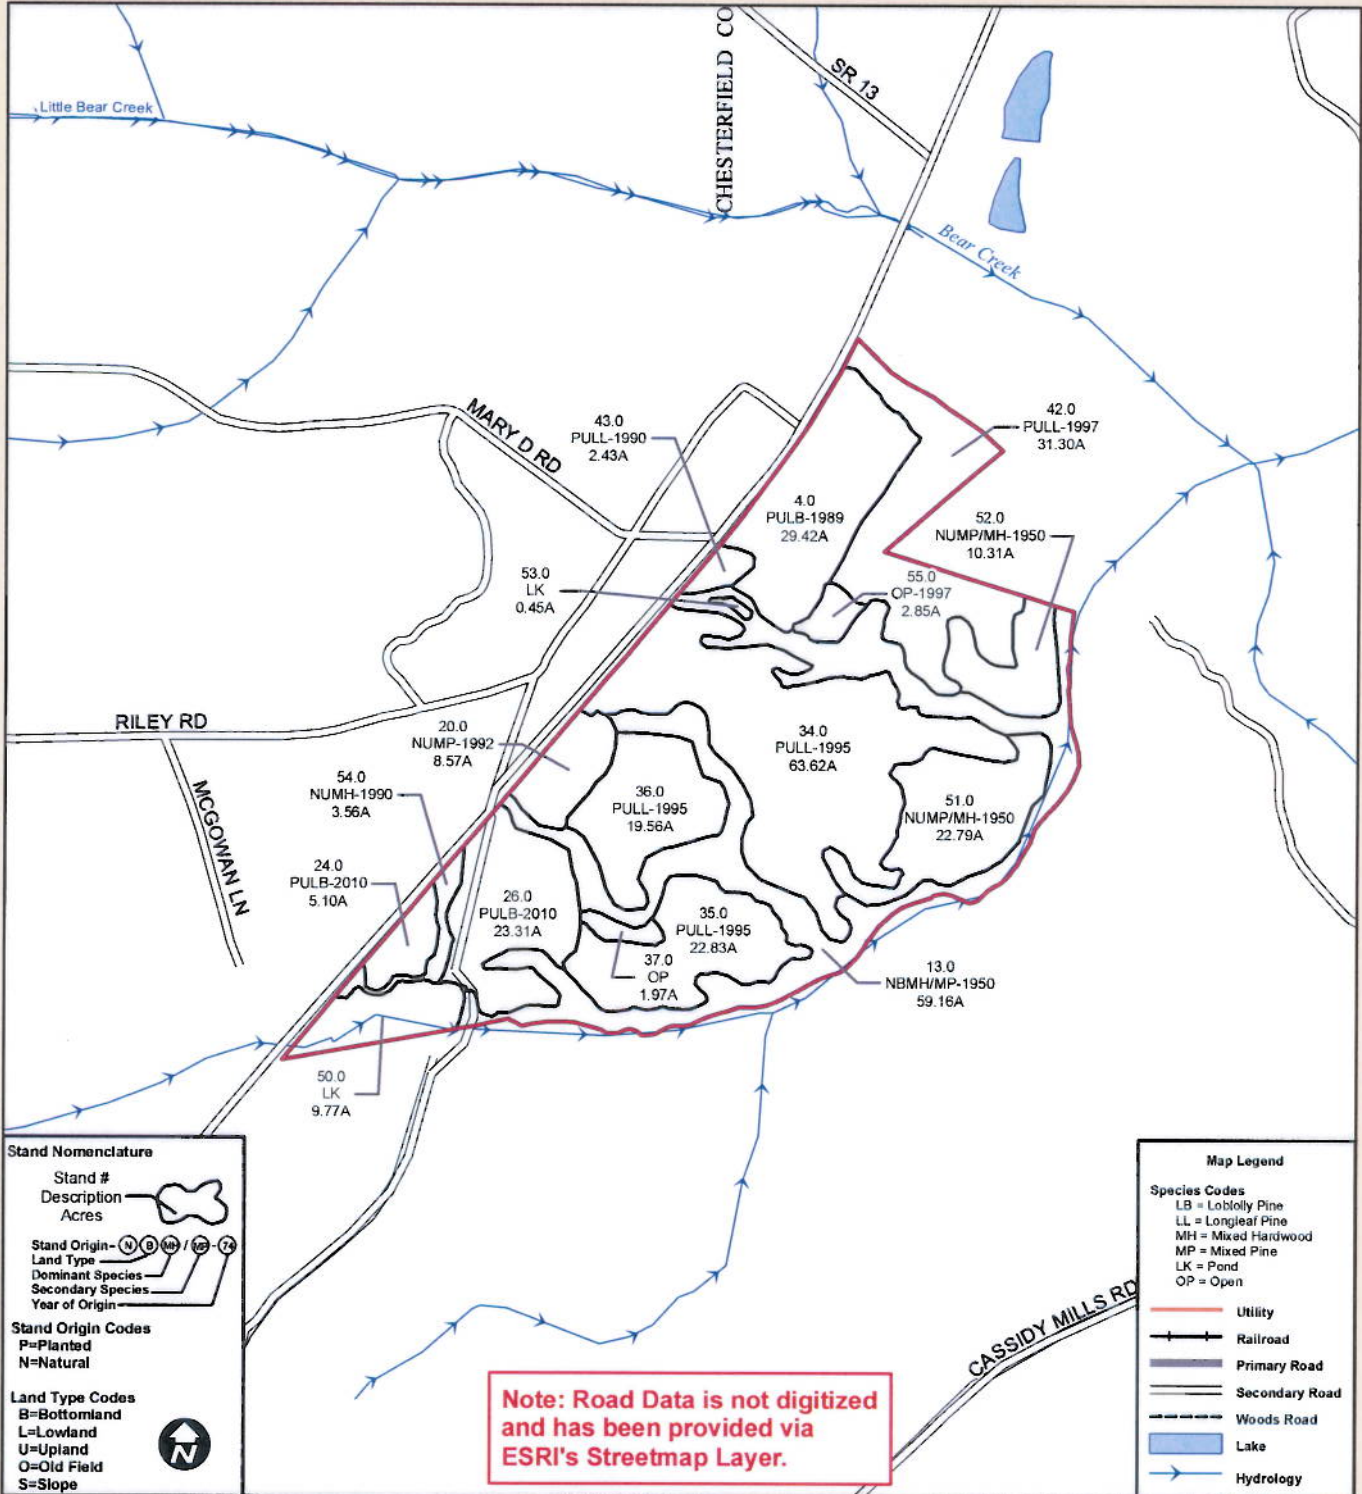 CHESTERFIELD CO
SR 13
Little Bear Creek
Bear Creek
MARY D RD
43.0
PULL-1990
2.43A
42.0
PULL-1997
31.30A
4.0
PULB-1989
29.42A
52.0
NUMP/MH-1950
10.31A
53.0
LK
0.45A
55.0
OP-1997
2.85A
RILEY RD
20.0
NUMP-1992
8.57A
34.0
PULL-1995
63.62A
54.0
NUMH-1990
3.56A
MCGOWAN LN
36.0
PULL-1995
19.56A
51.0
NUMP/MH-1950
22.79A
24.0
PULB-2010
5.10A
26.0
PULB-2010
23.31A
35.0
PULL-1995
22.83A
37.0
OP
1.97A
13.0
NBMH/MP-1950
59.16A
50.0
LK
9.77A
CASSIDY MILLS RD
Stand Nomenclature
Stand #
Description
Acres
Stand Origin- N B MH / MP - 74
Land Type
Dominant Species
Secondary Species
Year of Origin
Stand Origin Codes
P=Planted
N=Natural
Land Type Codes
B=Bottomland
L=Lowland
U=Upland
O=Old Field
S=Slope
N
Note: Road Data is not digitized
and has been provided via
ESRI's Streetmap Layer.
Map Legend
Species Codes
LB = Loblolly Pine
LL = Longleaf Pine
MH = Mixed Hardwood
MP = Mixed Pine
LK = Pond
OP = Open
Utility
Railroad
Primary Road
Secondary Road
Woods Road
Lake
Hydrology